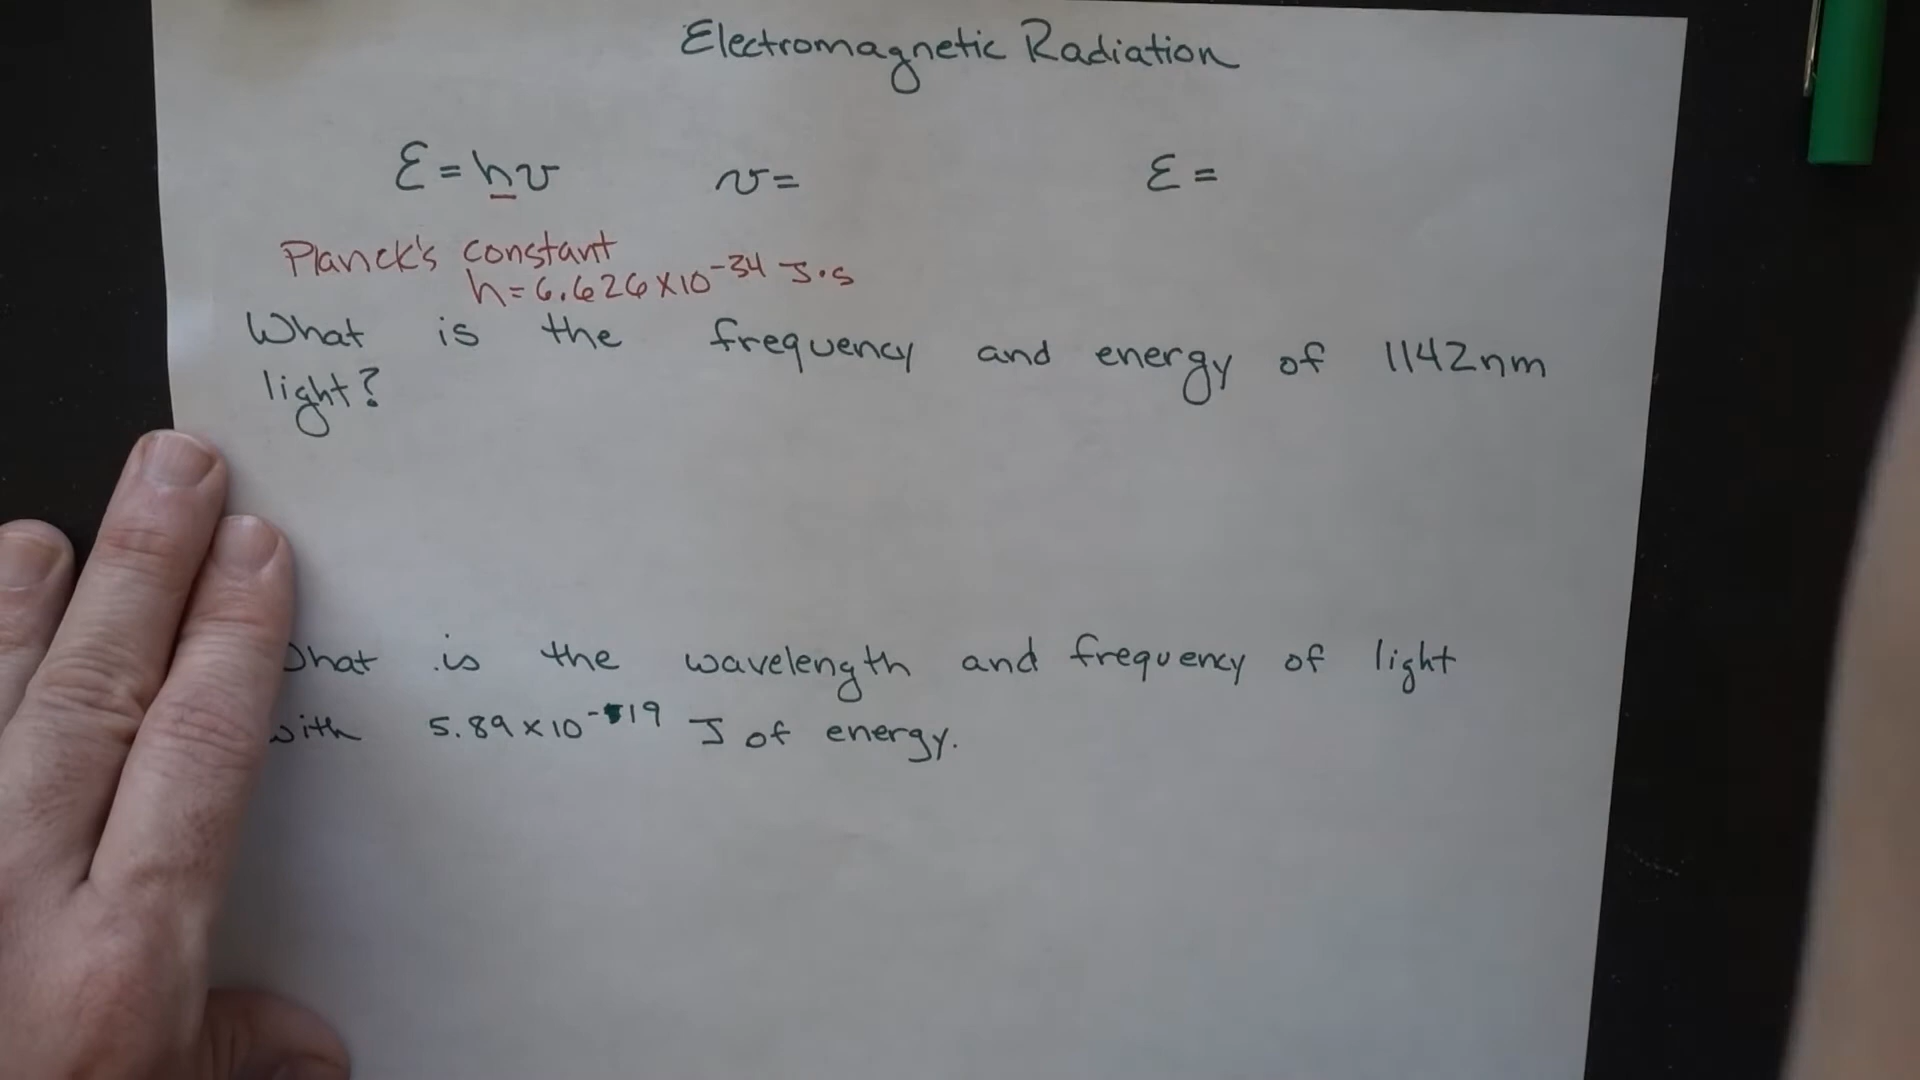 Electromagnetic Radiation
E = hν ν = E =
Planck's constant
h = 6.626 x 10^-34 J·s
What is the frequency and energy of 1142nm
light?
hat is the wavelength and frequency of light
with 5.89 x 10^-19 J of energy.